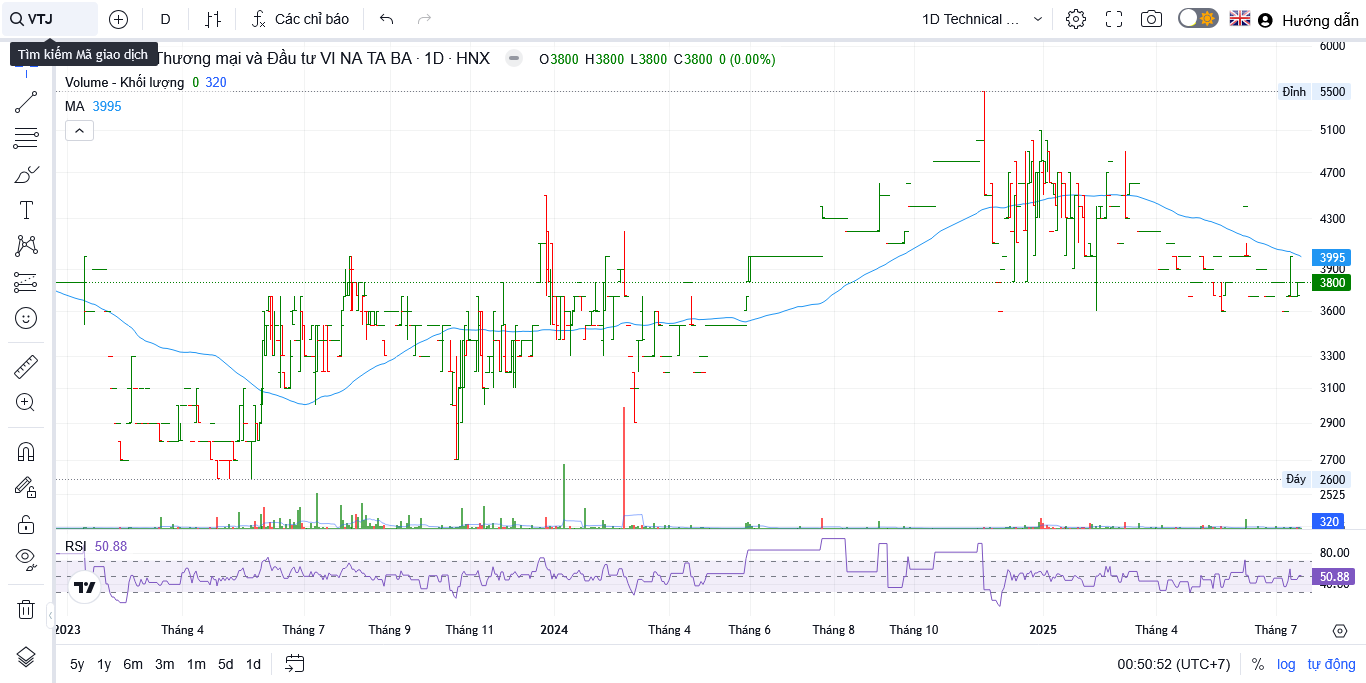 VTJ
D
Các chỉ báo
1D Technical ...
Hướng dẫn
Tìm kiếm Mã giao dịch
Thương mại và Đầu tư VI NA TA BA · 1D · HNX
O3800 H3800 L3800 C3800 0 (0.00%)
Volume - Khối lượng 0 320
MA 3995
6000
Đỉnh 5500
5100
4700
4300
3995
3900
3800
3600
3300
3100
2900
2700
Đáy 2600
2525
320
RSI 50.88
80.00
50.88
2023
Tháng 4
Tháng 7
Tháng 9
Tháng 11
2024
Tháng 4
Tháng 6
Tháng 8
Tháng 10
2025
Tháng 4
Tháng 7
5y 1y 6m 3m 1m 5d 1d
00:50:52 (UTC+7)
% log tự động